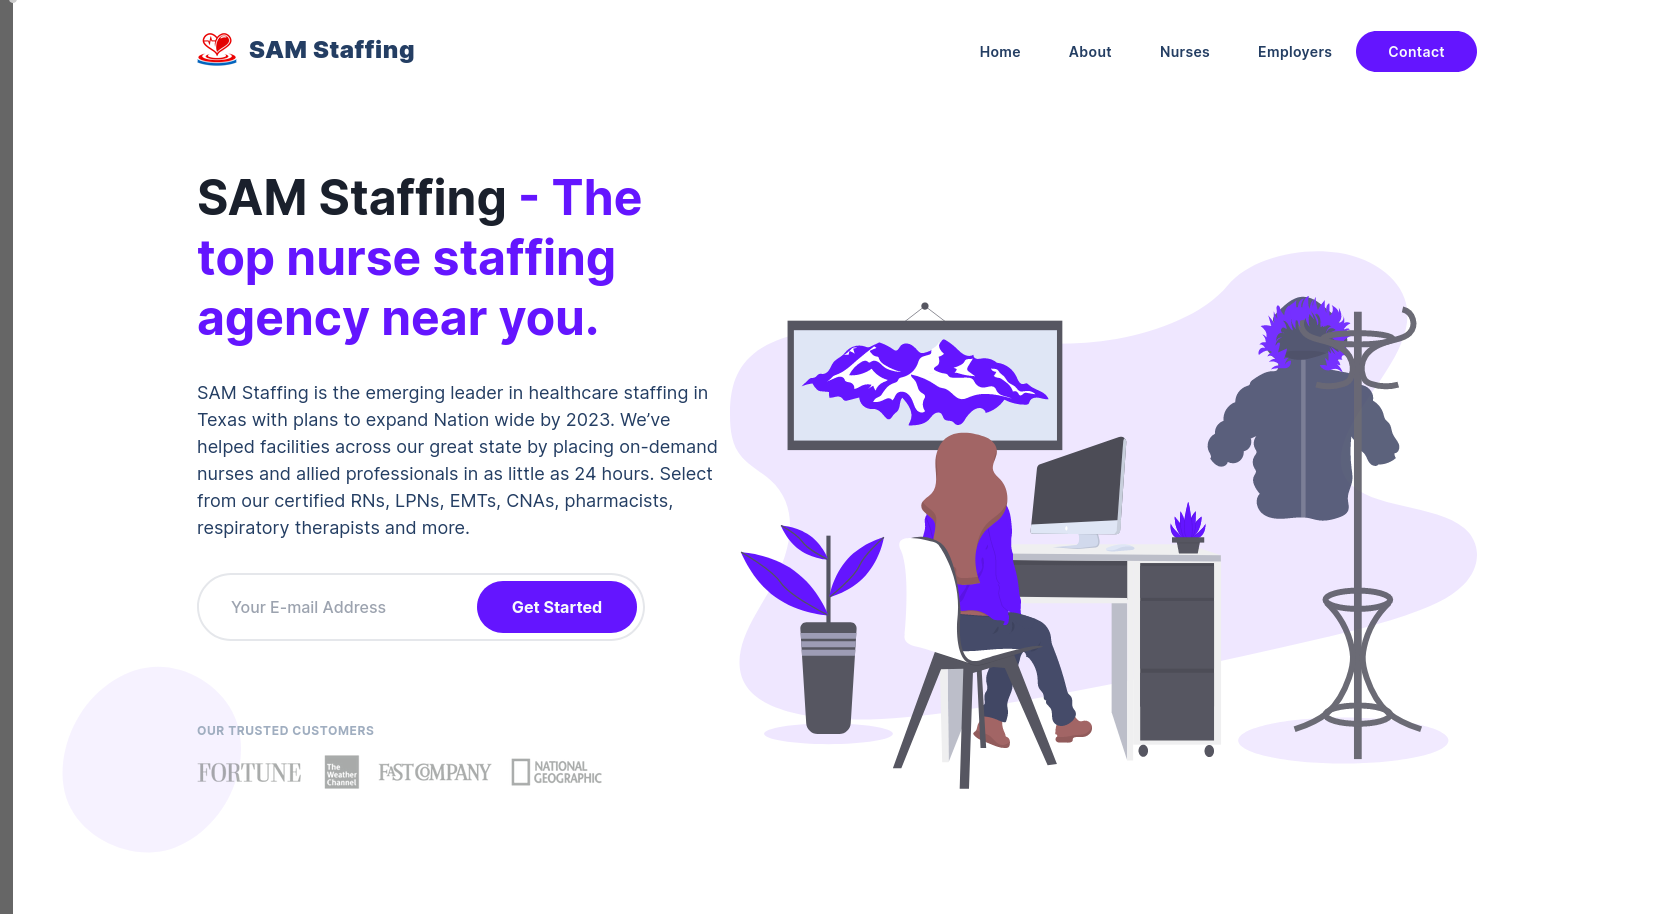 SAM Staffing
Home About Nurses Employers Contact
SAM Staffing - The
top nurse staffing
agency near you.
SAM Staffing is the emerging leader in healthcare staffing in
Texas with plans to expand Nation wide by 2023. We’ve
helped facilities across our great state by placing on-demand
nurses and allied professionals in as little as 24 hours. Select
from our certified RNs, LPNs, EMTs, CNAs, pharmacists,
respiratory therapists and more.
Your E-mail Address
Get Started
OUR TRUSTED CUSTOMERS
FORTUNE
The
Weather
Channel
FAST COMPANY
NATIONAL
GEOGRAPHIC